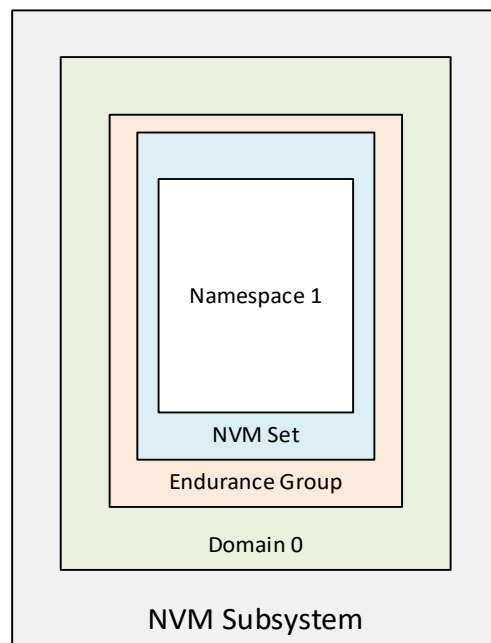 Namespace 1
NVM Set
Endurance Group
Domain 0
NVM Subsystem